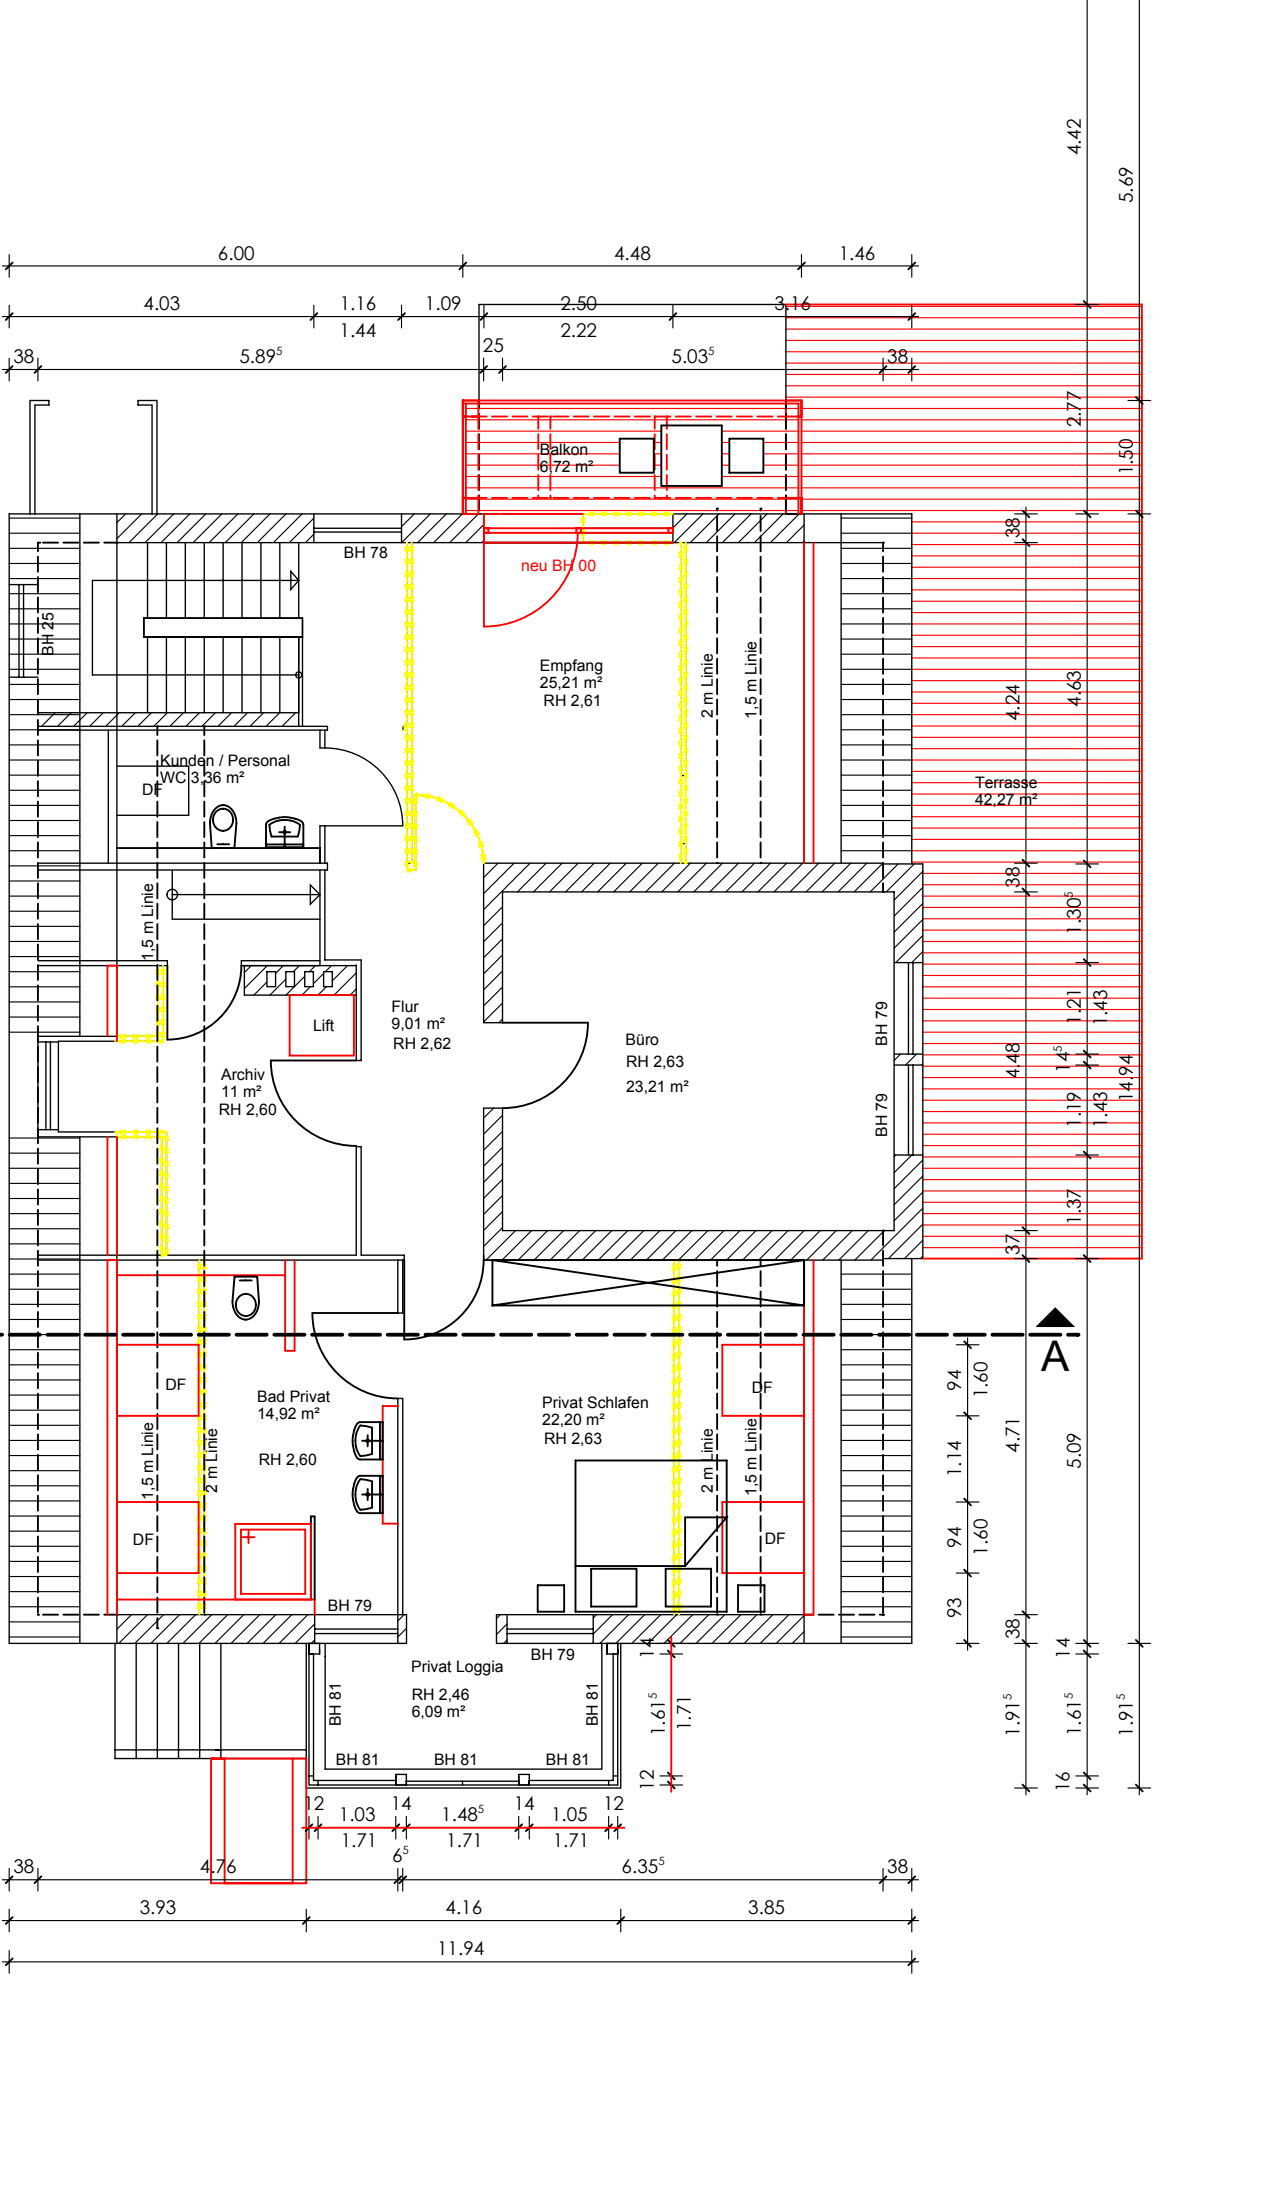 4.42
5.69
6.00
4.48
1.46
4.03
1.16
1.09
2.50
3.16
1.44
2.22
38
5.89⁵
25
5.03⁵
38
2.77
1.50
Balkon
6,72 m²
38
BH 78
neu BH 00
BH 25
Empfang
25,21 m²
RH 2,61
2 m Linie
1,5 m Linie
4.24
4.63
Kunden / Personal
WC 3,36 m²
DF
Terrasse
42,27 m²
38
1.30⁵
1,5 m Linie
Flur
9,01 m²
RH 2,62
Lift
Büro
RH 2,63
23,21 m²
BH 79
1.21
1.43
4.48
14⁵
14.94
Archiv
11 m²
RH 2,60
BH 79
1.19
1.43
1.37
37
A
DF
Bad Privat
14,92 m²
RH 2,60
Privat Schlafen
22,20 m²
RH 2,63
DF
94
1.60
1,5 m Linie
2 m Linie
2 m Linie
1,5 m Linie
1.14
4.71
5.09
DF
DF
94
1.60
BH 79
93
38
Privat Loggia
RH 2,46
6,09 m²
BH 79
14
14
BH 81
BH 81
1.61⁵
1.71
1.91⁵
1.61⁵
1.91⁵
BH 81
BH 81
BH 81
12
16
12
14
14
12
1.03
1.48⁵
1.05
1.71
1.71
1.71
38
4.76
6⁵
6.35⁵
38
3.93
4.16
3.85
11.94